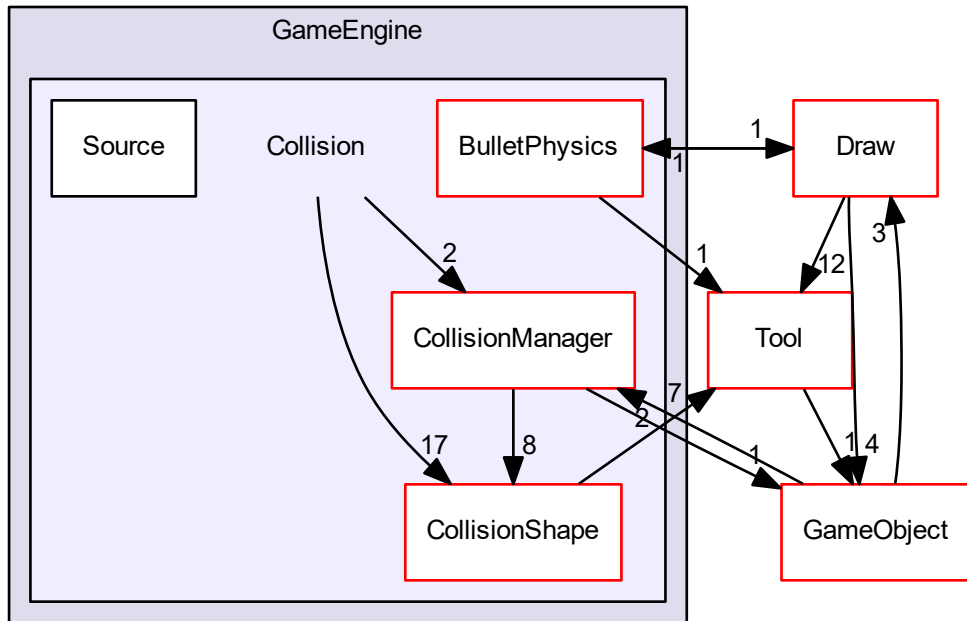 GameEngine
Source
Collision
BulletPhysics
1
1
Draw
2
1
12
3
CollisionManager
Tool
7
2
17
8
1
1
4
CollisionShape
GameObject